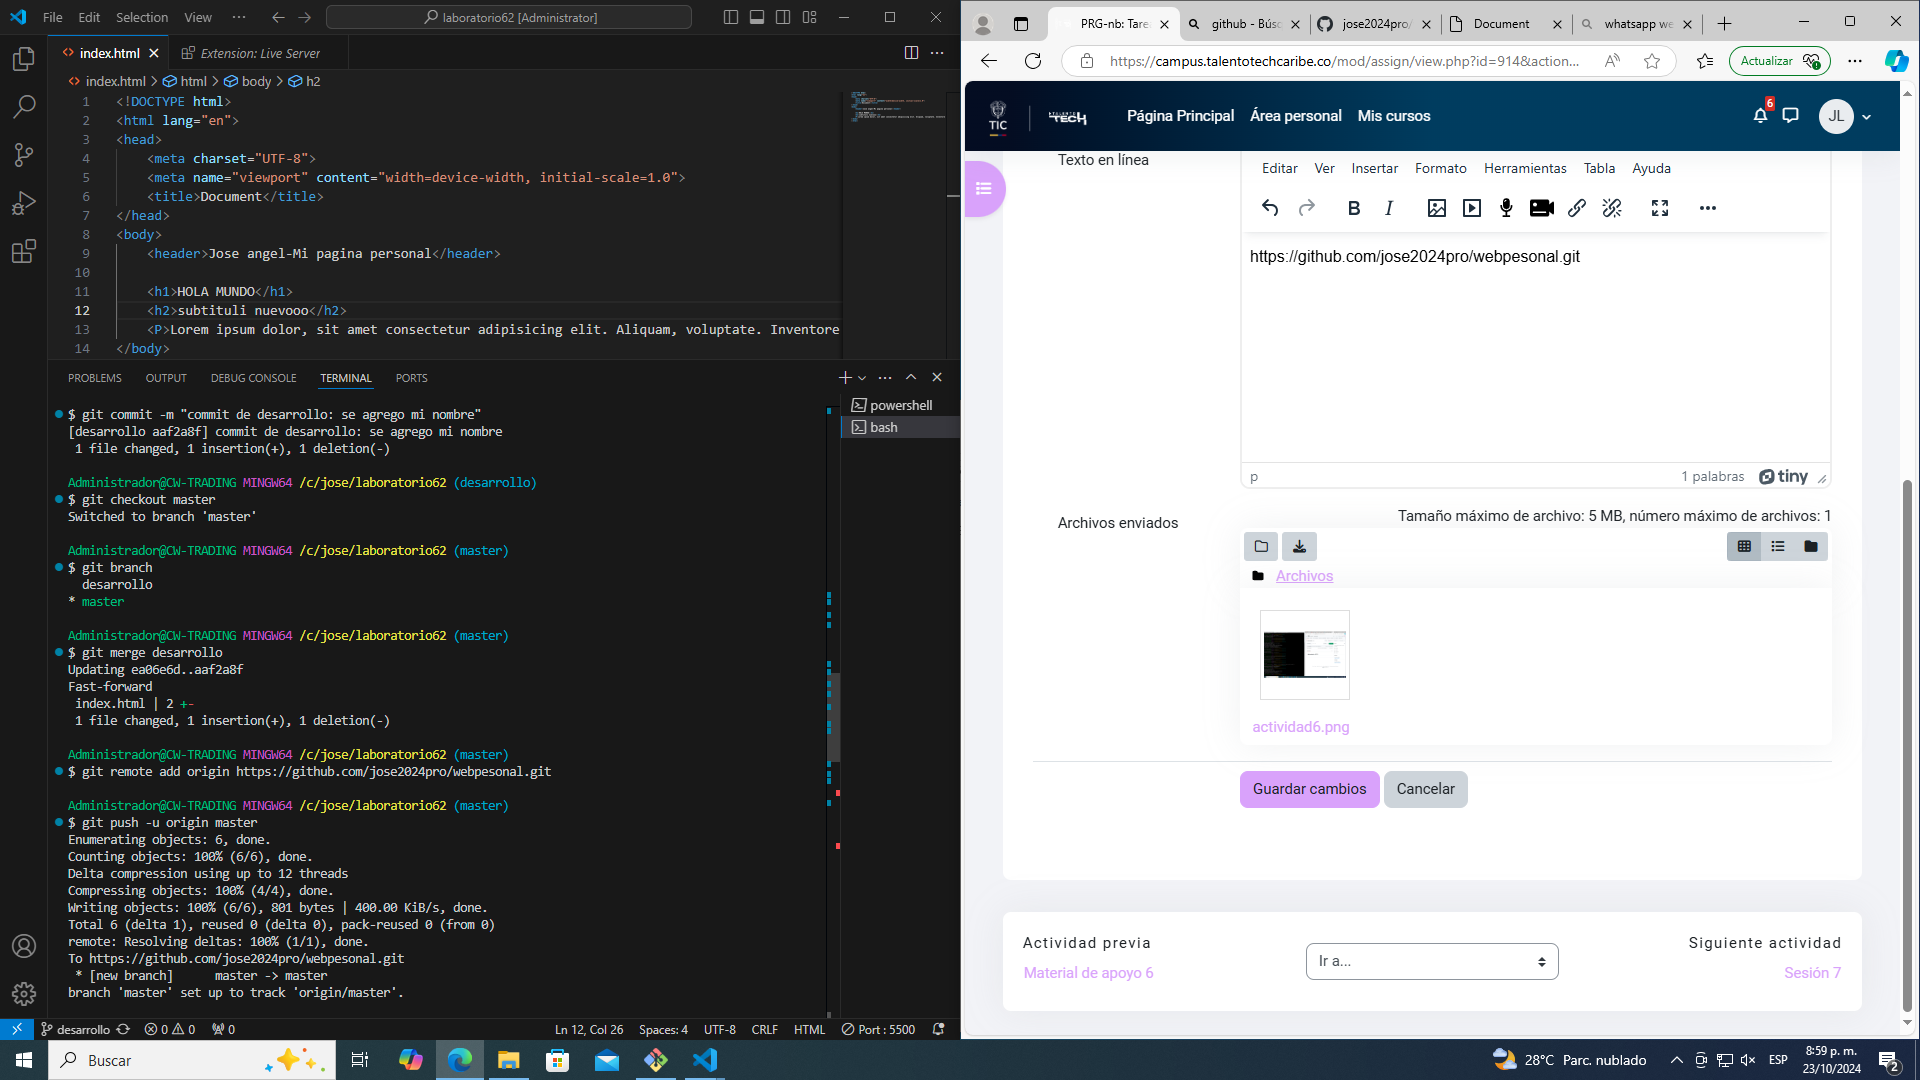 File Edit Selection View ··· laboratorio62 [Administrator]
index.html Extension: Live Server
index.html > html > body > h2
1 <!DOCTYPE html>
2 <html lang="en">
3 <head>
4 <meta charset="UTF-8">
5 <meta name="viewport" content="width=device-width, initial-scale=1.0">
6 <title>Document</title>
7 </head>
8 <body>
9 <header>Jose angel-Mi pagina personal</header>
10
11 <h1>HOLA MUNDO</h1>
12 <h2>subtituli nuevooo</h2>
13 <P>Lorem ipsum dolor, sit amet consectetur adipisicing elit. Aliquam, voluptate. Inventore
14 </body>
PROBLEMS OUTPUT DEBUG CONSOLE TERMINAL PORTS
powershell
bash
$ git commit -m "commit de desarrollo: se agrego mi nombre"
[desarrollo aaf2a8f] commit de desarrollo: se agrego mi nombre
1 file changed, 1 insertion(+), 1 deletion(-)
Administrador@CW-TRADING MINGW64 /c/jose/laboratorio62 (desarrollo)
$ git checkout master
Switched to branch 'master'
Administrador@CW-TRADING MINGW64 /c/jose/laboratorio62 (master)
$ git branch
desarrollo
* master
Administrador@CW-TRADING MINGW64 /c/jose/laboratorio62 (master)
$ git merge desarrollo
Updating ea06e6d..aaf2a8f
Fast-forward
index.html | 2 +-
1 file changed, 1 insertion(+), 1 deletion(-)
Administrador@CW-TRADING MINGW64 /c/jose/laboratorio62 (master)
$ git remote add origin https://github.com/jose2024pro/webpesonal.git
Administrador@CW-TRADING MINGW64 /c/jose/laboratorio62 (master)
$ git push -u origin master
Enumerating objects: 6, done.
Counting objects: 100% (6/6), done.
Delta compression using up to 12 threads
Compressing objects: 100% (4/4), done.
Writing objects: 100% (6/6), 801 bytes | 400.00 KiB/s, done.
Total 6 (delta 1), reused 0 (delta 0), pack-reused 0 (from 0)
remote: Resolving deltas: 100% (1/1), done.
To https://github.com/jose2024pro/webpesonal.git
* [new branch] master -> master
branch 'master' set up to track 'origin/master'.
desarrollo 0 0 0 Ln 12, Col 26 Spaces: 4 UTF-8 CRLF HTML Port : 5500
PRG-nb: Tare github - Bús jose2024pro/ Document whatsapp we
https://campus.talentotechcaribe.co/mod/assign/view.php?id=914&action... Actualizar
TIC TECH Página Principal Área personal Mis cursos 6 JL
Texto en línea
Editar Ver Insertar Formato Herramientas Tabla Ayuda
B I
https://github.com/jose2024pro/webpesonal.git
p 1 palabras tiny
Archivos enviados
Tamaño máximo de archivo: 5 MB, número máximo de archivos: 1
Archivos
actividad6.png
Guardar cambios Cancelar
Actividad previa
Material de apoyo 6
Ir a...
Siguiente actividad
Sesión 7
Buscar 28°C Parc. nublado ESP 8:59 p. m.
23/10/2024 2